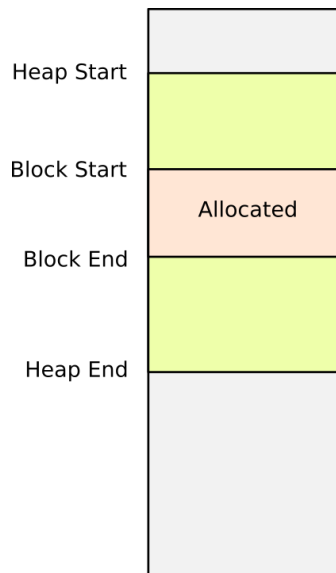 Heap Start
Block Start
Allocated
Block End
Heap End